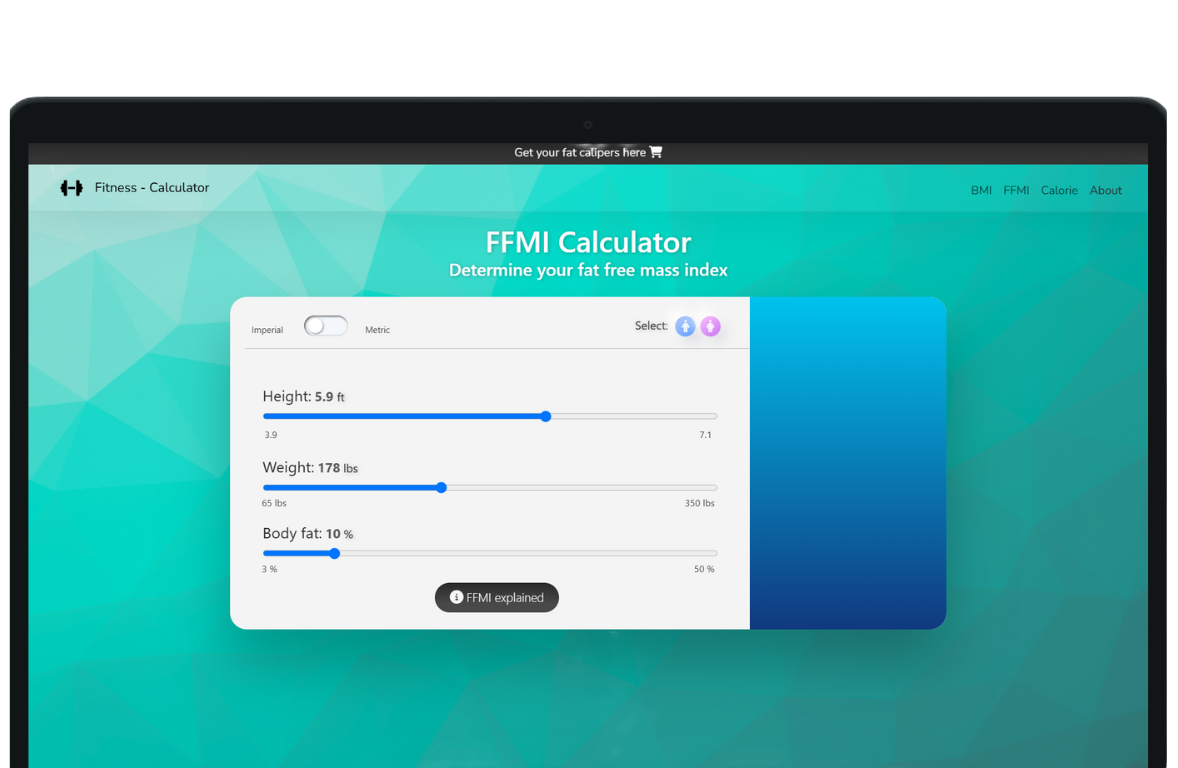 Get your fat calipers here
Fitness - Calculator
BMI FFMI Calorie About
FFMI Calculator
Determine your fat free mass index
Imperial Metric Select:
Height: 5.9 ft
3.9 7.1
Weight: 178 lbs
65 lbs 350 lbs
Body fat: 10 %
3 % 50 %
FFMI explained